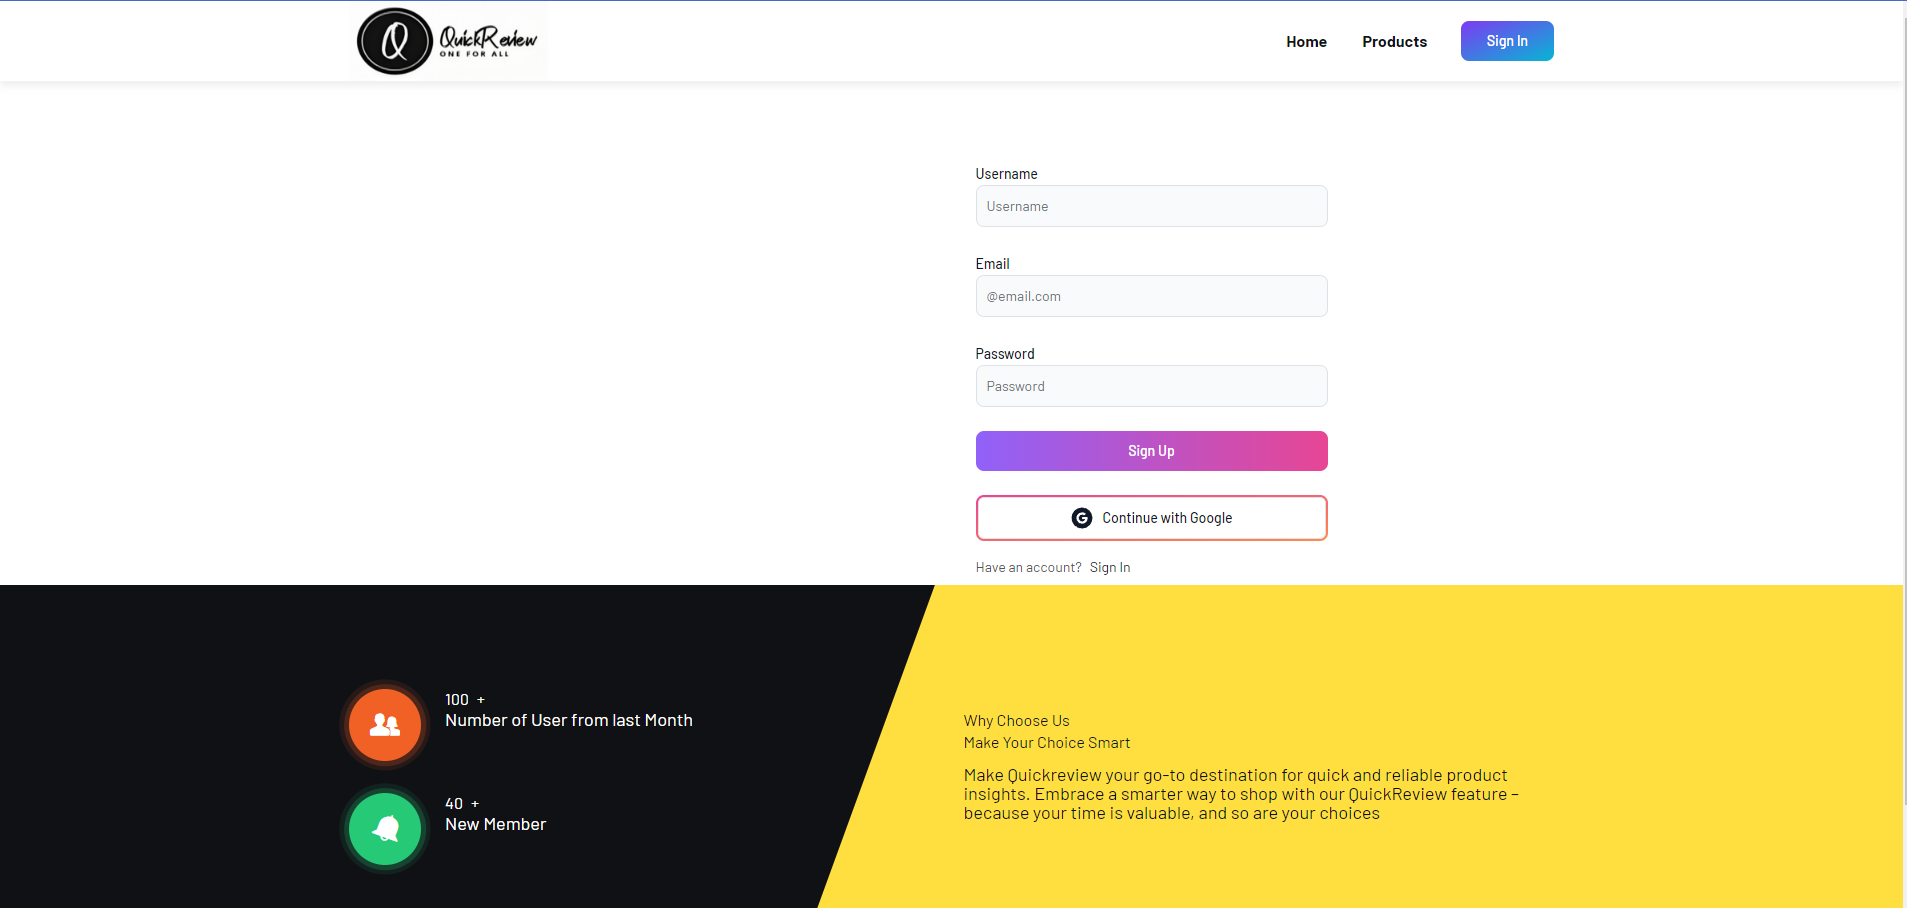 Q
QuickReview
ONE FOR ALL
Home
Products
Sign In
Username
Username
Email
@email.com
Password
Password
Sign Up
G Continue with Google
Have an account? Sign In
100 +
Number of User from last Month
40 +
New Member
Why Choose Us
Make Your Choice Smart
Make Quickreview your go-to destination for quick and reliable product
insights. Embrace a smarter way to shop with our QuickReview feature –
because your time is valuable, and so are your choices